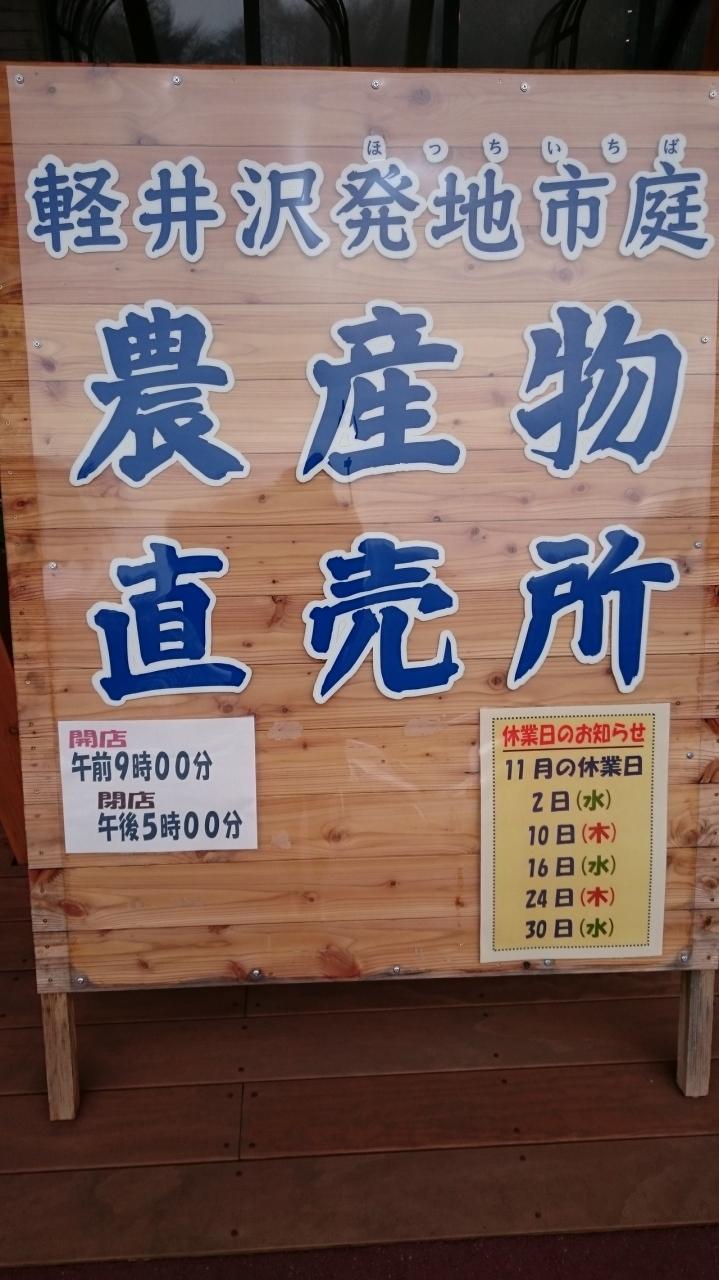 ほっちいちば
軽井沢発地市庭
農産物
直売所
開店
午前9時00分
閉店
午後5時00分
休業日のお知らせ
11月の休業日
2日(水)
10日(木)
16日(水)
24日(木)
30日(水)